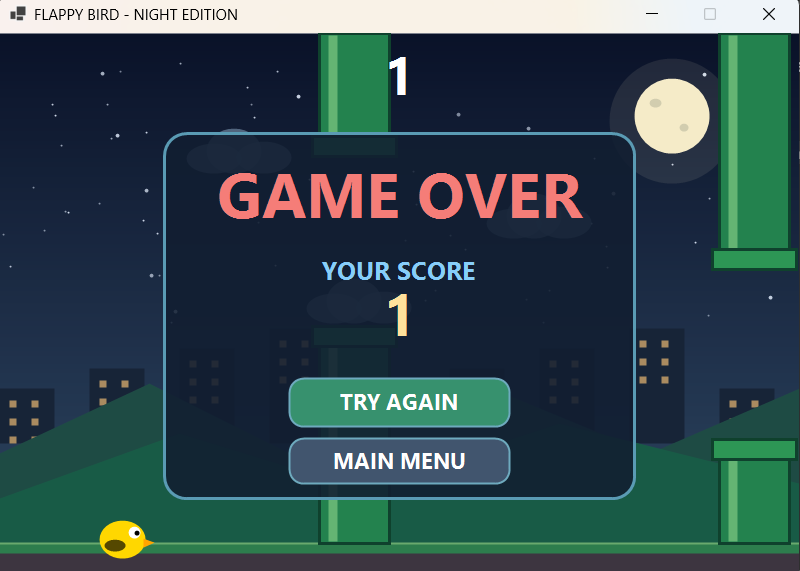 FLAPPY BIRD - NIGHT EDITION
1
GAME OVER
YOUR SCORE
1
TRY AGAIN
MAIN MENU